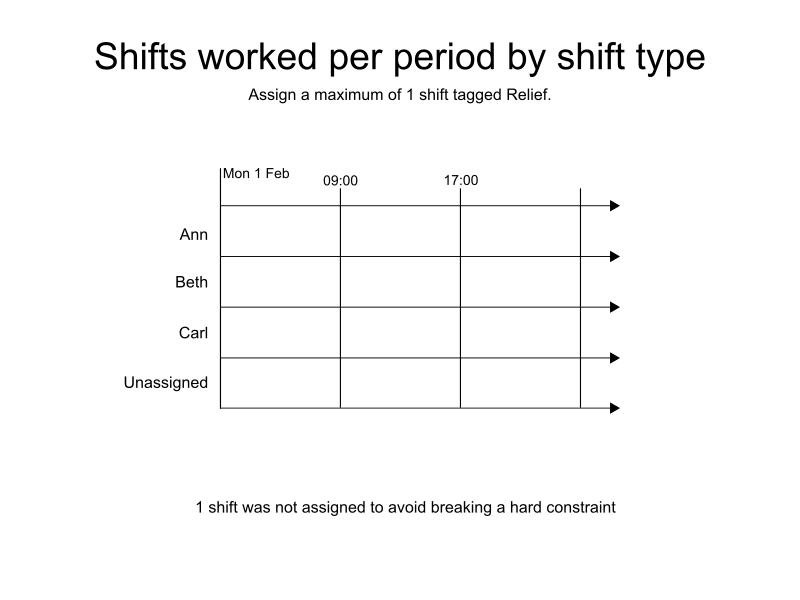 Shifts worked per period by shift type
Assign a maximum of 1 shift tagged Relief.
Mon 1 Feb
09:00
17:00
Ann
Beth
Carl
Unassigned
1 shift was not assigned to avoid breaking a hard constraint